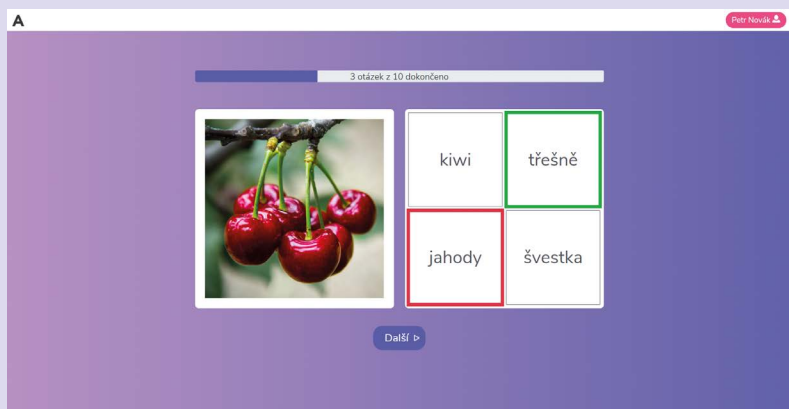 A
Petr Novák
3 otázek z 10 dokončeno
kiwi
třešně
jahody
švestka
Další